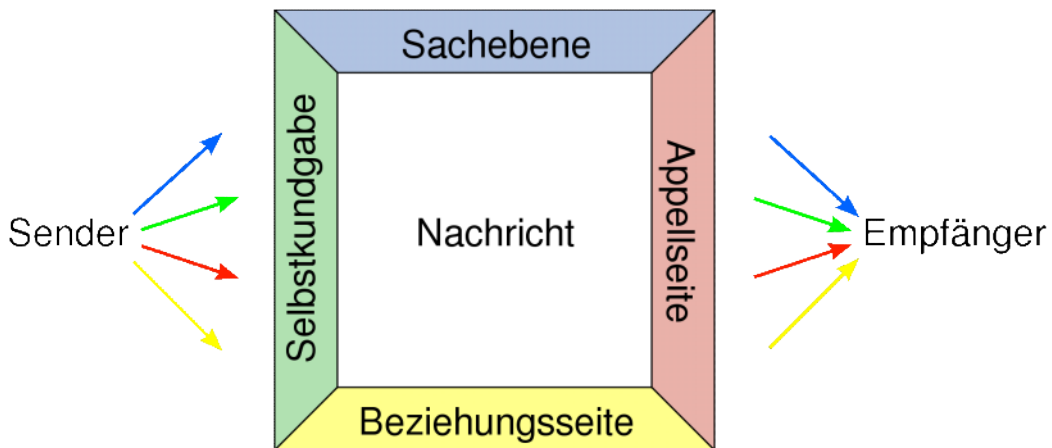 Sachebene
Sender
Selbstkundgabe
Nachricht
Appellseite
Empfänger
Beziehungsseite